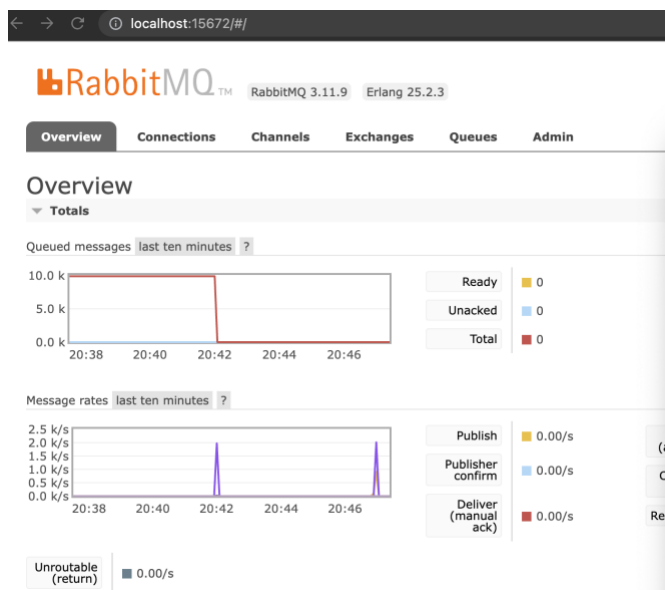 localhost:15672/#/
RabbitMQ TM RabbitMQ 3.11.9 Erlang 25.2.3
Overview Connections Channels Exchanges Queues Admin
Overview
Totals
Queued messages last ten minutes ?
10.0 k
5.0 k
0.0 k
20:38 20:40 20:42 20:44 20:46
Ready 0
Unacked 0
Total 0
Message rates last ten minutes ?
2.5 k/s
2.0 k/s
1.5 k/s
1.0 k/s
0.5 k/s
0.0 k/s
20:38 20:40 20:42 20:44 20:46
Publish 0.00/s
Publisher
confirm 0.00/s
Deliver
(manual
ack) 0.00/s
Re
Unroutable
(return) 0.00/s